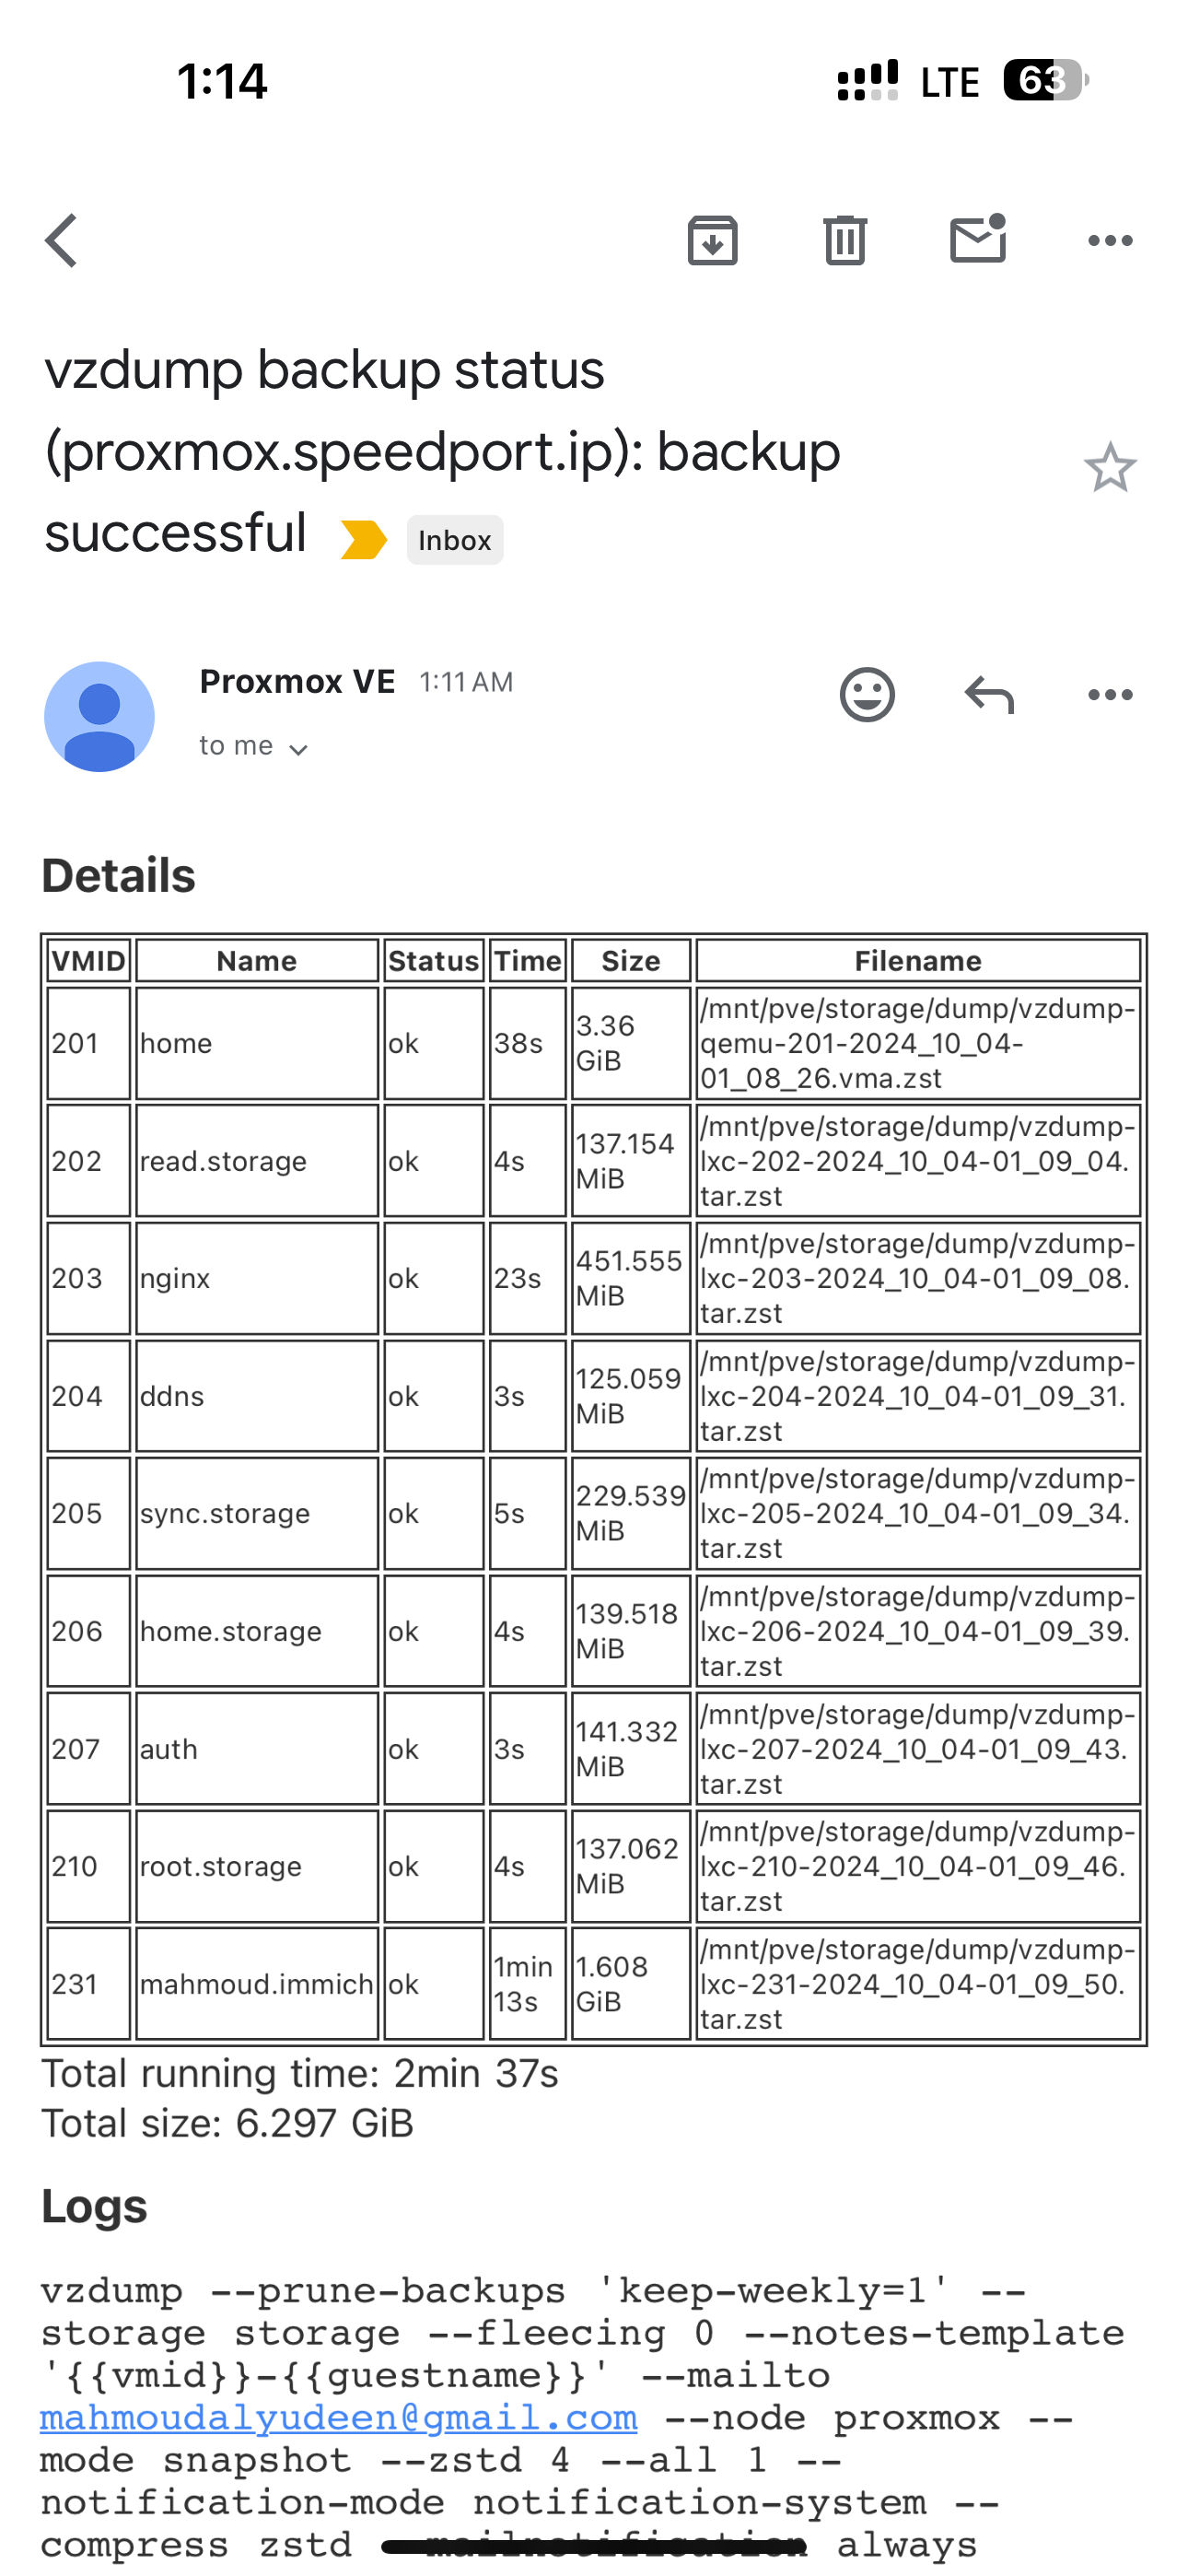 1:14
LTE 63
vzdump backup status
(proxmox.speedport.ip): backup
successful Inbox
Proxmox VE 1:11 AM
to me
Details
VMID Name Status Time Size Filename
201 home ok 38s 3.36 GiB /mnt/pve/storage/dump/vzdump-qemu-201-2024_10_04-01_08_26.vma.zst
202 read.storage ok 4s 137.154 MiB /mnt/pve/storage/dump/vzdump-lxc-202-2024_10_04-01_09_04.tar.zst
203 nginx ok 23s 451.555 MiB /mnt/pve/storage/dump/vzdump-lxc-203-2024_10_04-01_09_08.tar.zst
204 ddns ok 3s 125.059 MiB /mnt/pve/storage/dump/vzdump-lxc-204-2024_10_04-01_09_31.tar.zst
205 sync.storage ok 5s 229.539 MiB /mnt/pve/storage/dump/vzdump-lxc-205-2024_10_04-01_09_34.tar.zst
206 home.storage ok 4s 139.518 MiB /mnt/pve/storage/dump/vzdump-lxc-206-2024_10_04-01_09_39.tar.zst
207 auth ok 3s 141.332 MiB /mnt/pve/storage/dump/vzdump-lxc-207-2024_10_04-01_09_43.tar.zst
210 root.storage ok 4s 137.062 MiB /mnt/pve/storage/dump/vzdump-lxc-210-2024_10_04-01_09_46.tar.zst
231 mahmoud.immich ok 1min 13s 1.608 GiB /mnt/pve/storage/dump/vzdump-lxc-231-2024_10_04-01_09_50.tar.zst
Total running time: 2min 37s
Total size: 6.297 GiB
Logs
vzdump --prune-backups 'keep-weekly=1' --
storage storage --fleecing 0 --notes-template
'{{vmid}}-{{guestname}}' --mailto
mahmoudalyudeen@gmail.com --node proxmox --
mode snapshot --zstd 4 --all 1 --
notification-mode notification-system --
compress zstd --mailnotification always